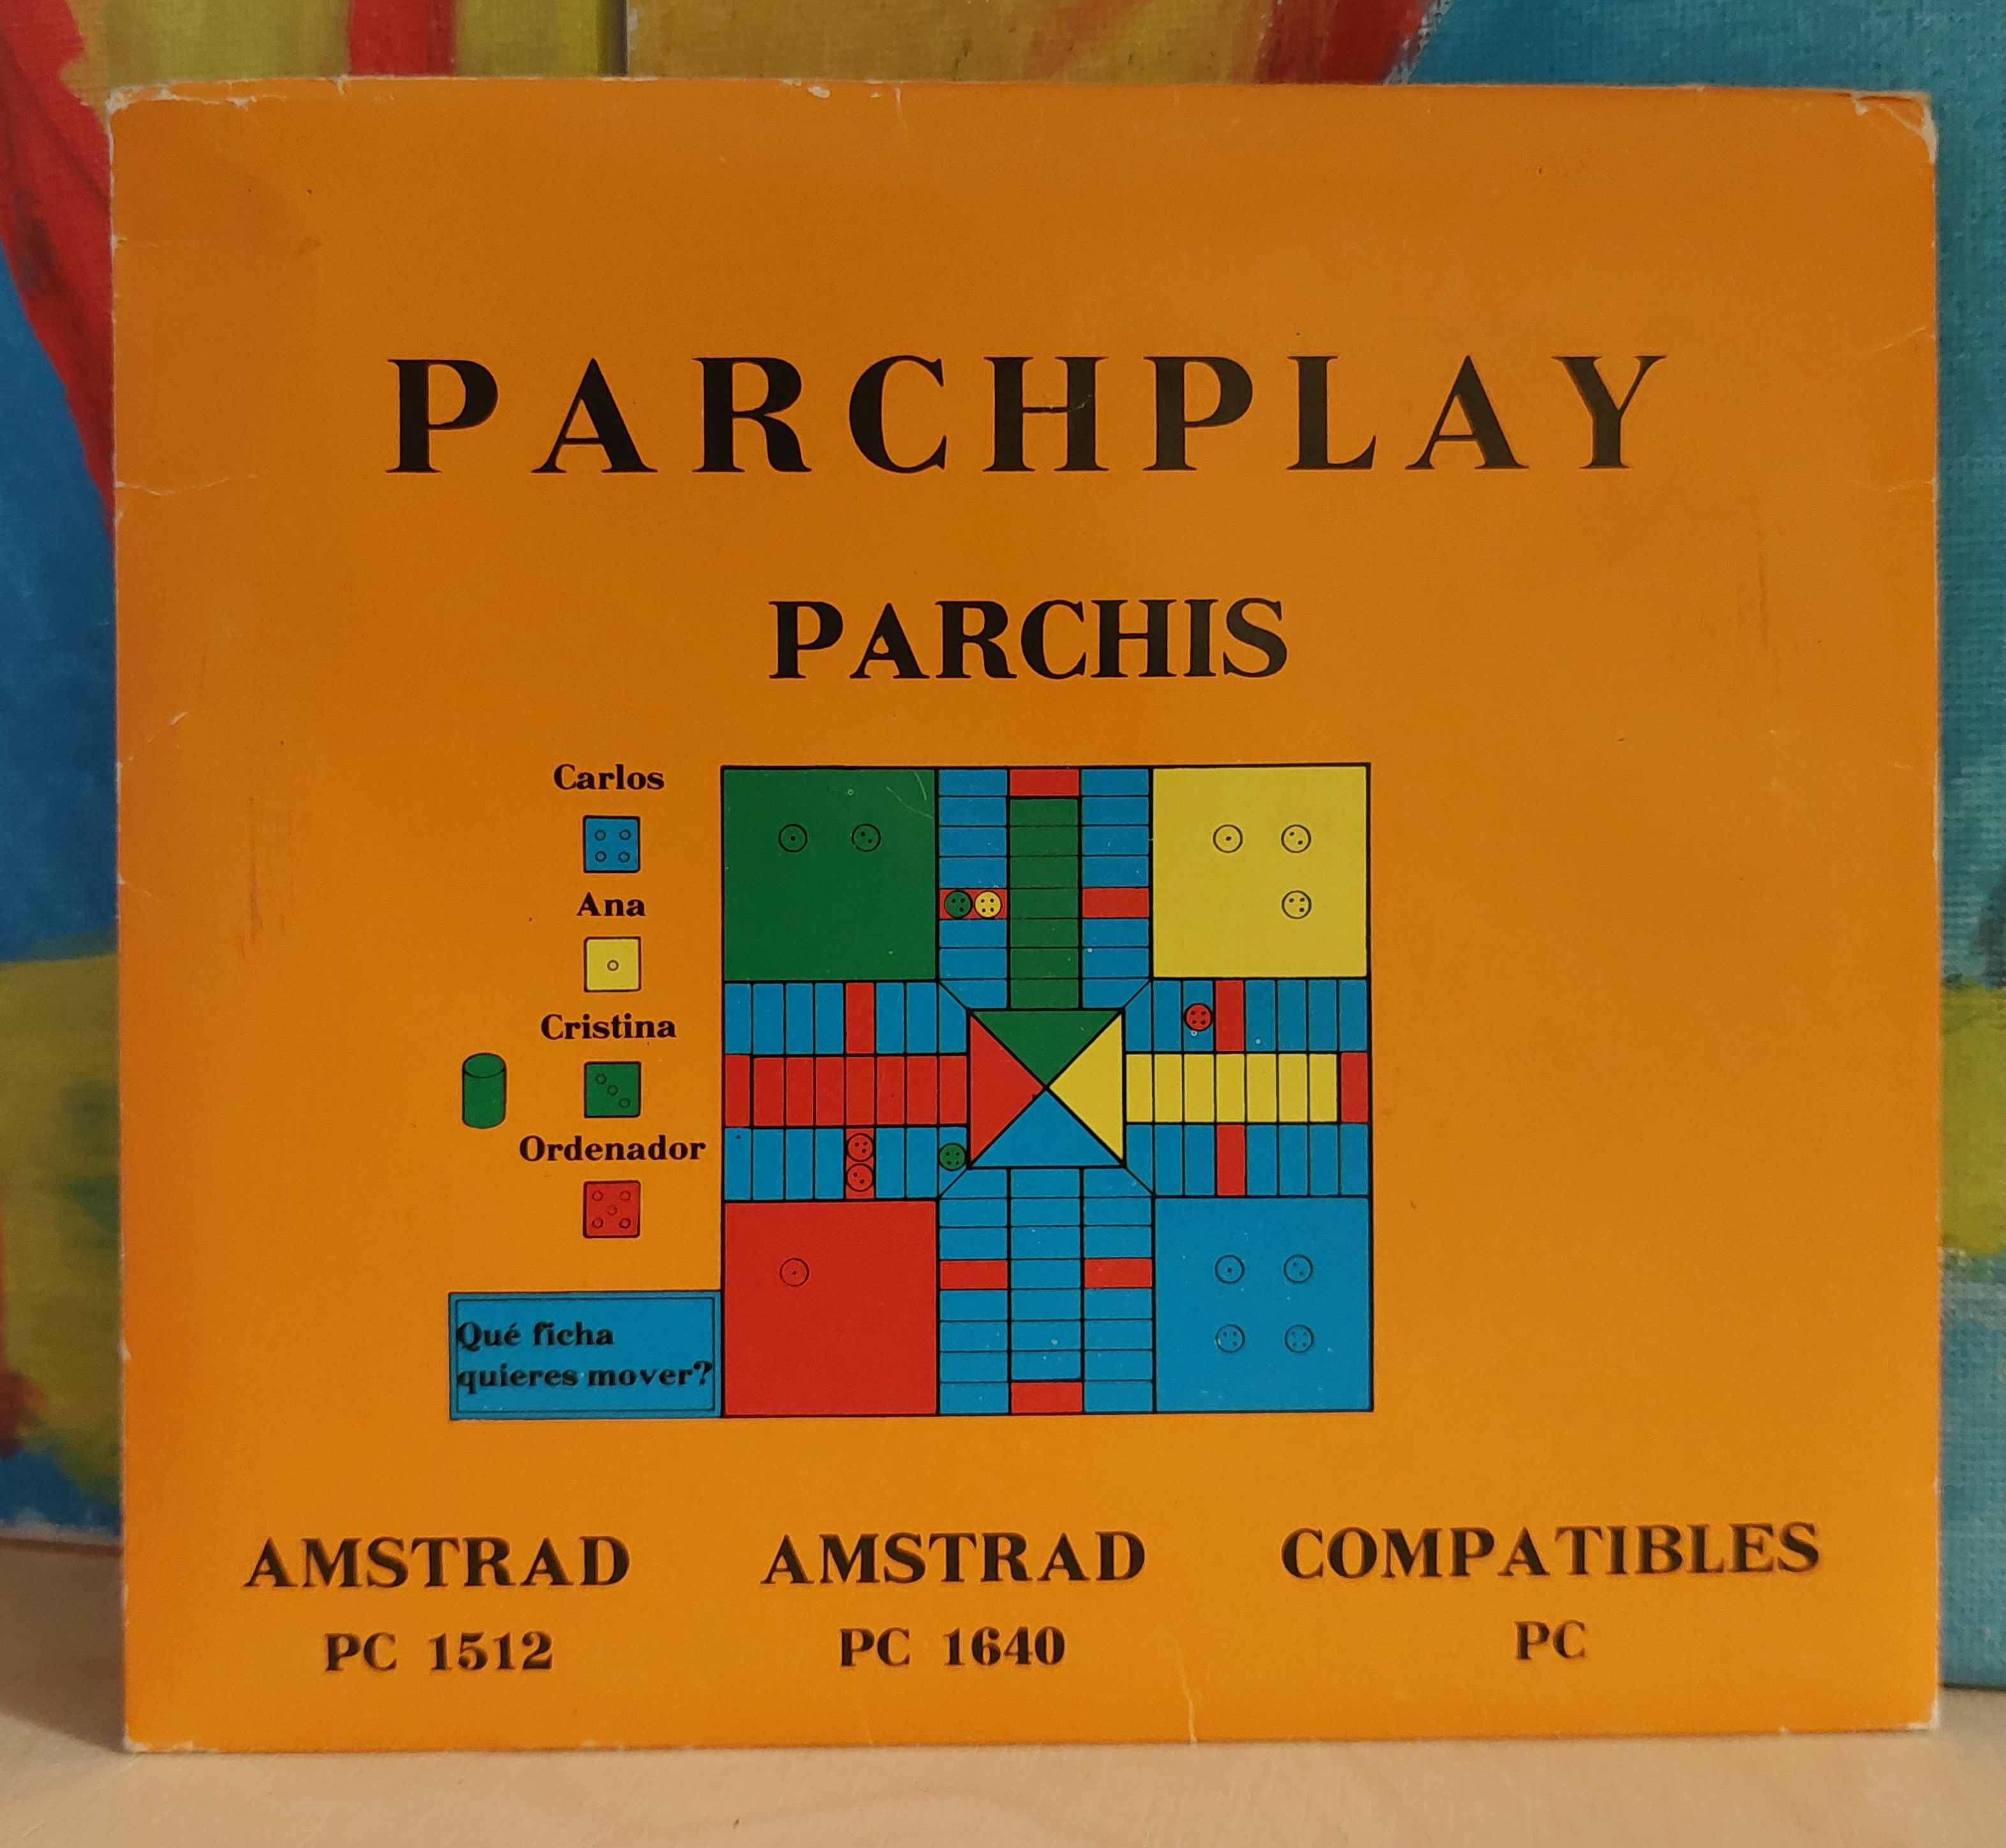 PARCHPLAY
PARCHIS
Carlos
Ana
Cristina
Ordenador
Qué ficha
quieres mover?
AMSTRAD
PC 1512
AMSTRAD
PC 1640
COMPATIBLES
PC